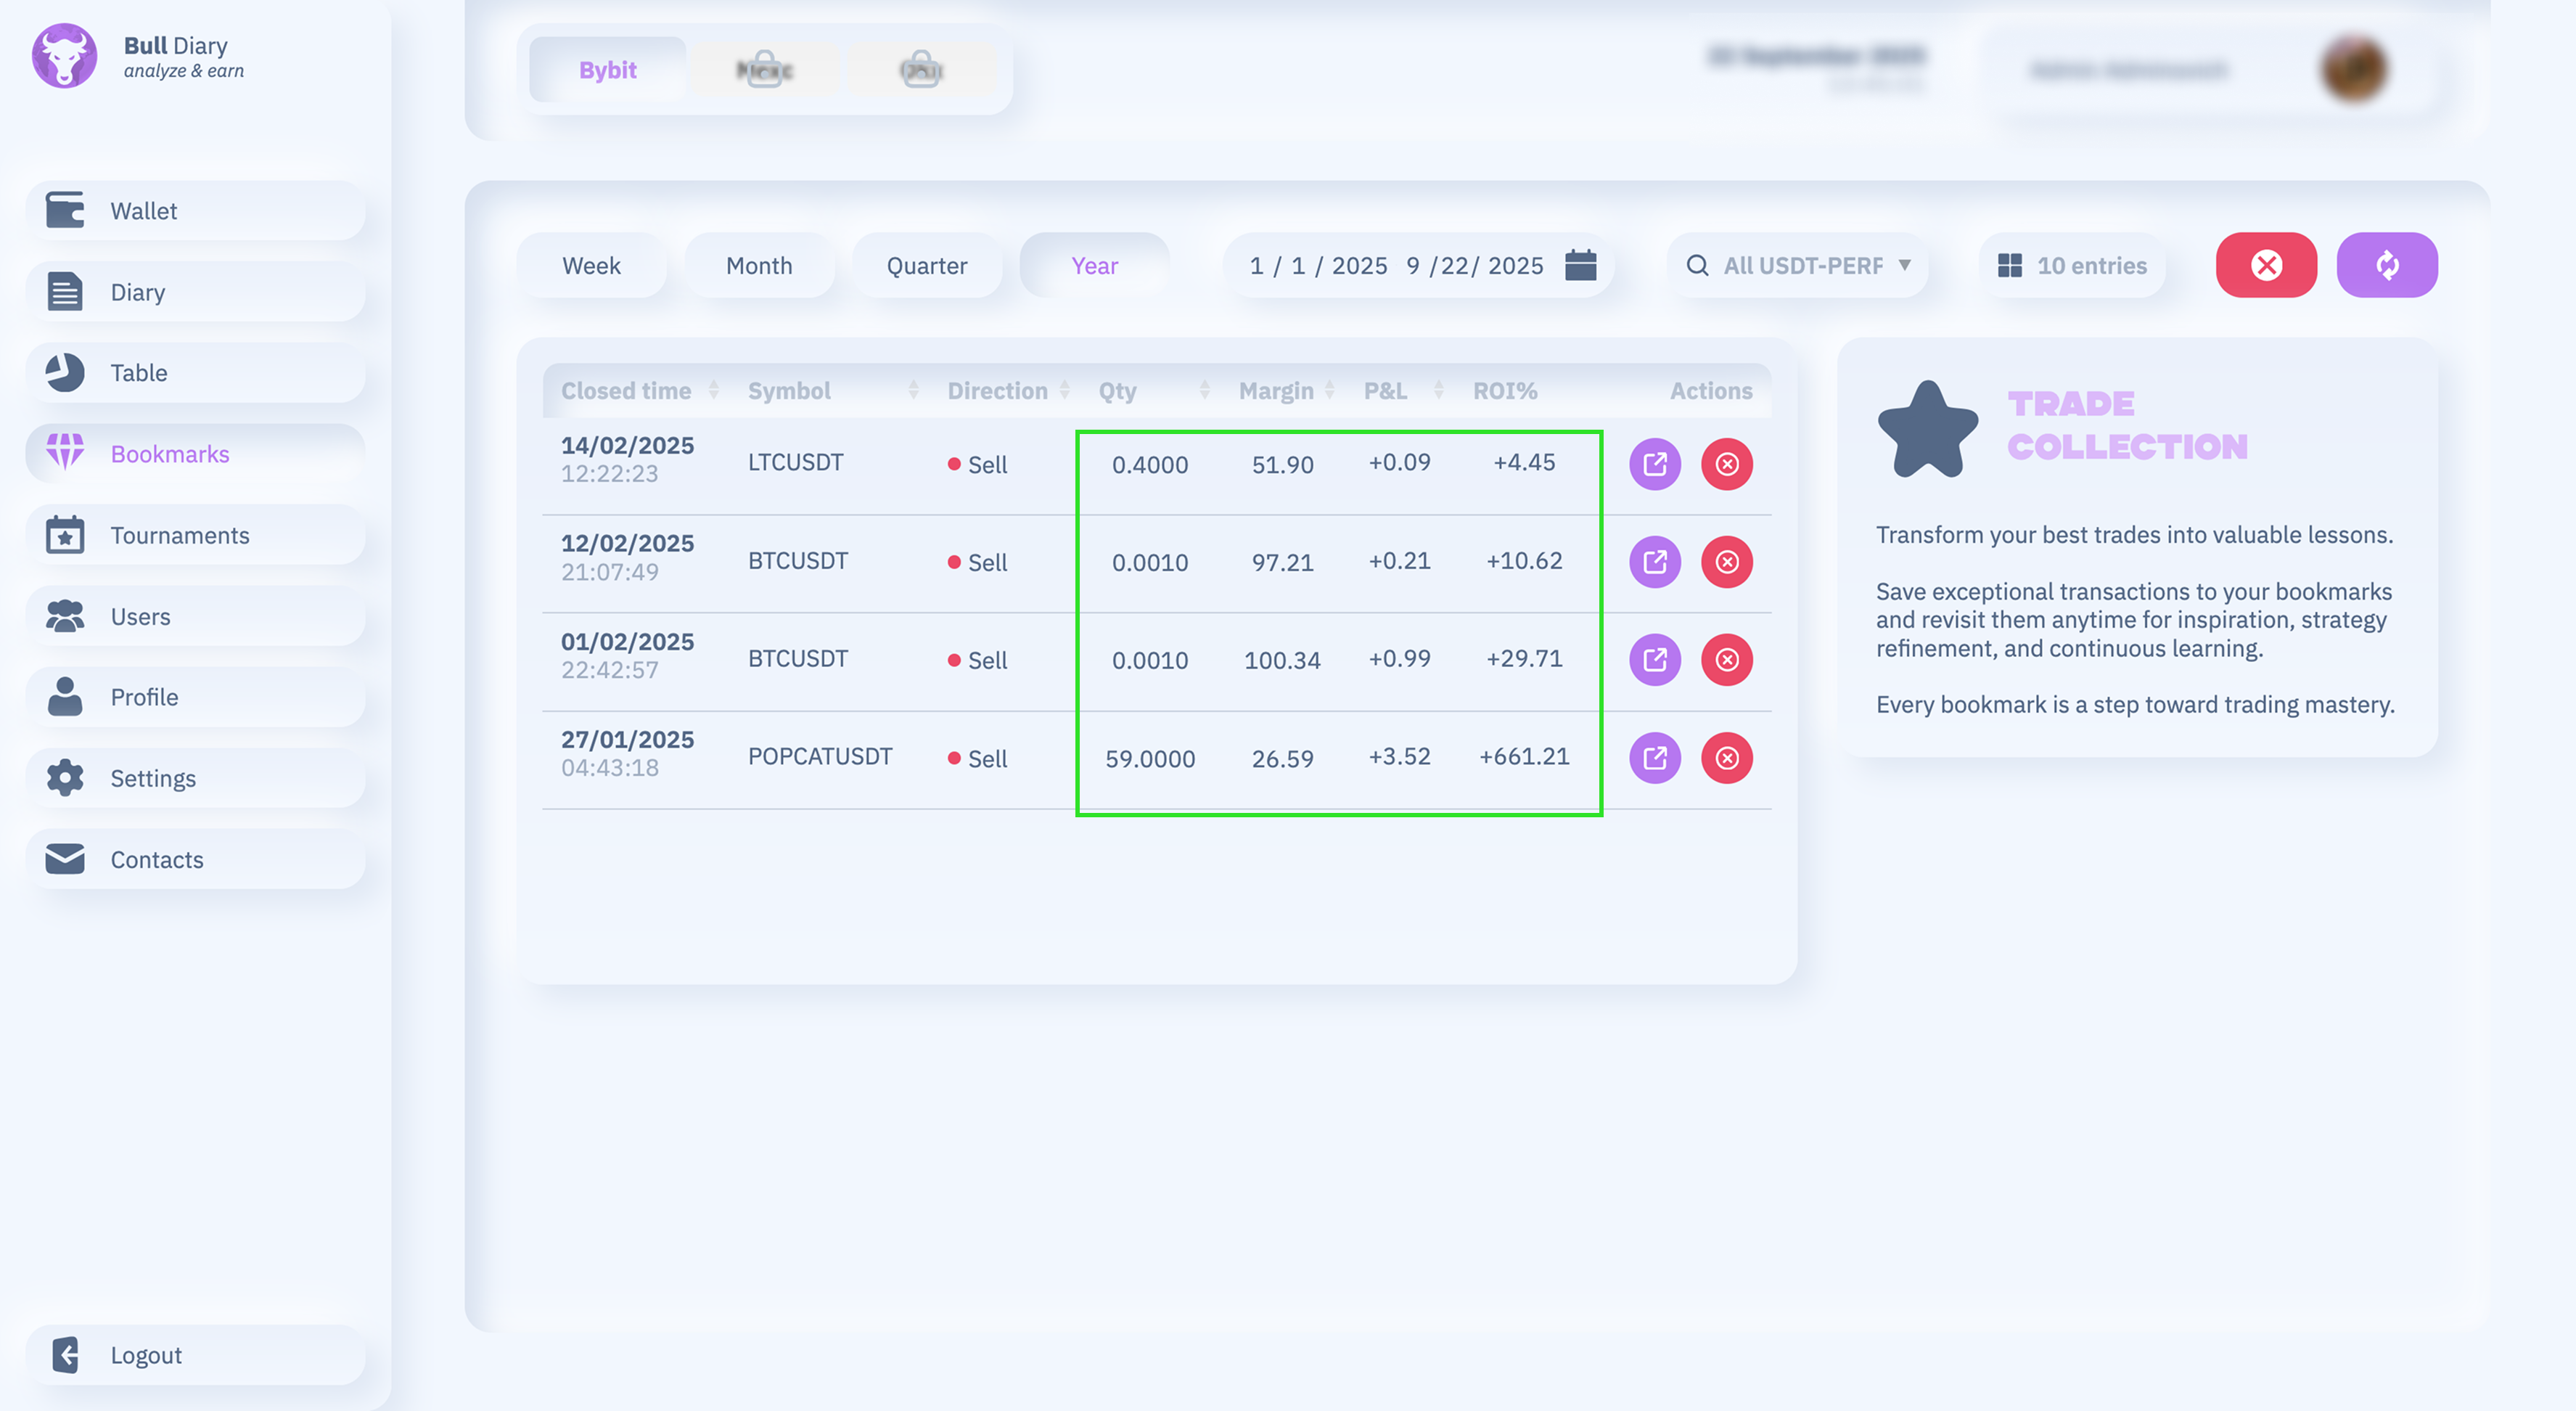 Bull Diary
analyze & earn
Wallet
Diary
Table
Bookmarks
Tournaments
Users
Profile
Settings
Contacts
Logout
Bybit
22 September 2025
Week
Month
Quarter
Year
1 / 1 / 2025 9 /22/ 2025
All USDT-PERF
10 entries
Closed time Symbol Direction Qty Margin P&L ROI% Actions
14/02/2025
12:22:23
LTCUSDT Sell 0.4000 51.90 +0.09 +4.45
12/02/2025
21:07:49
BTCUSDT Sell 0.0010 97.21 +0.21 +10.62
01/02/2025
22:42:57
BTCUSDT Sell 0.0010 100.34 +0.99 +29.71
27/01/2025
04:43:18
POPCATUSDT Sell 59.0000 26.59 +3.52 +661.21
TRADE
COLLECTION
Transform your best trades into valuable lessons.
Save exceptional transactions to your bookmarks
and revisit them anytime for inspiration, strategy
refinement, and continuous learning.
Every bookmark is a step toward trading mastery.